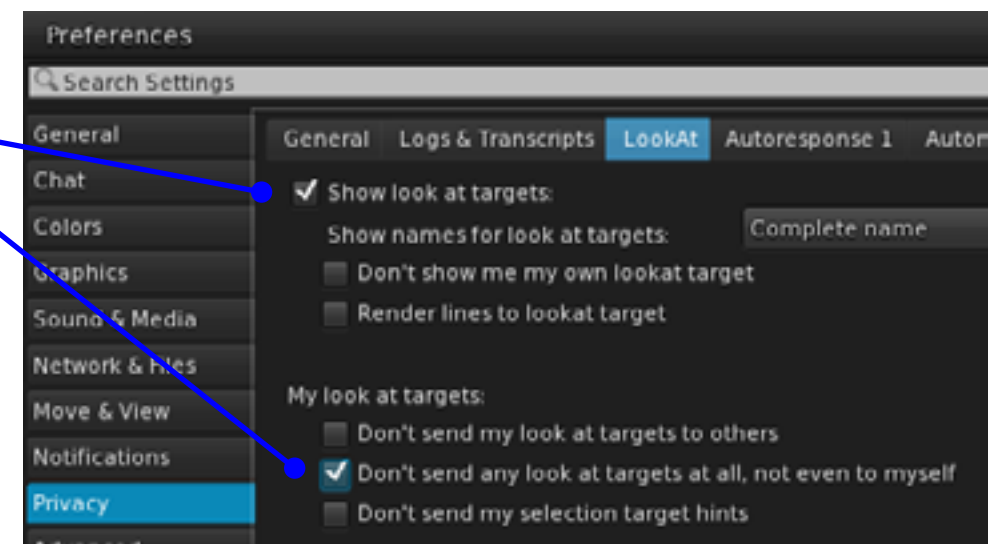 Preferences
Search Settings
General
Chat
Colors
Graphics
Sound & Media
Network & Files
Move & View
Notifications
Privacy
General Logs & Transcripts LookAt Autoresponse 1
Show look at targets:
Show names for look at targets: Complete name
Don't show me my own lookat target
Render lines to lookat target
My look at targets:
Don't send my look at targets to others
Don't send any look at targets at all, not even to myself
Don't send my selection target hints